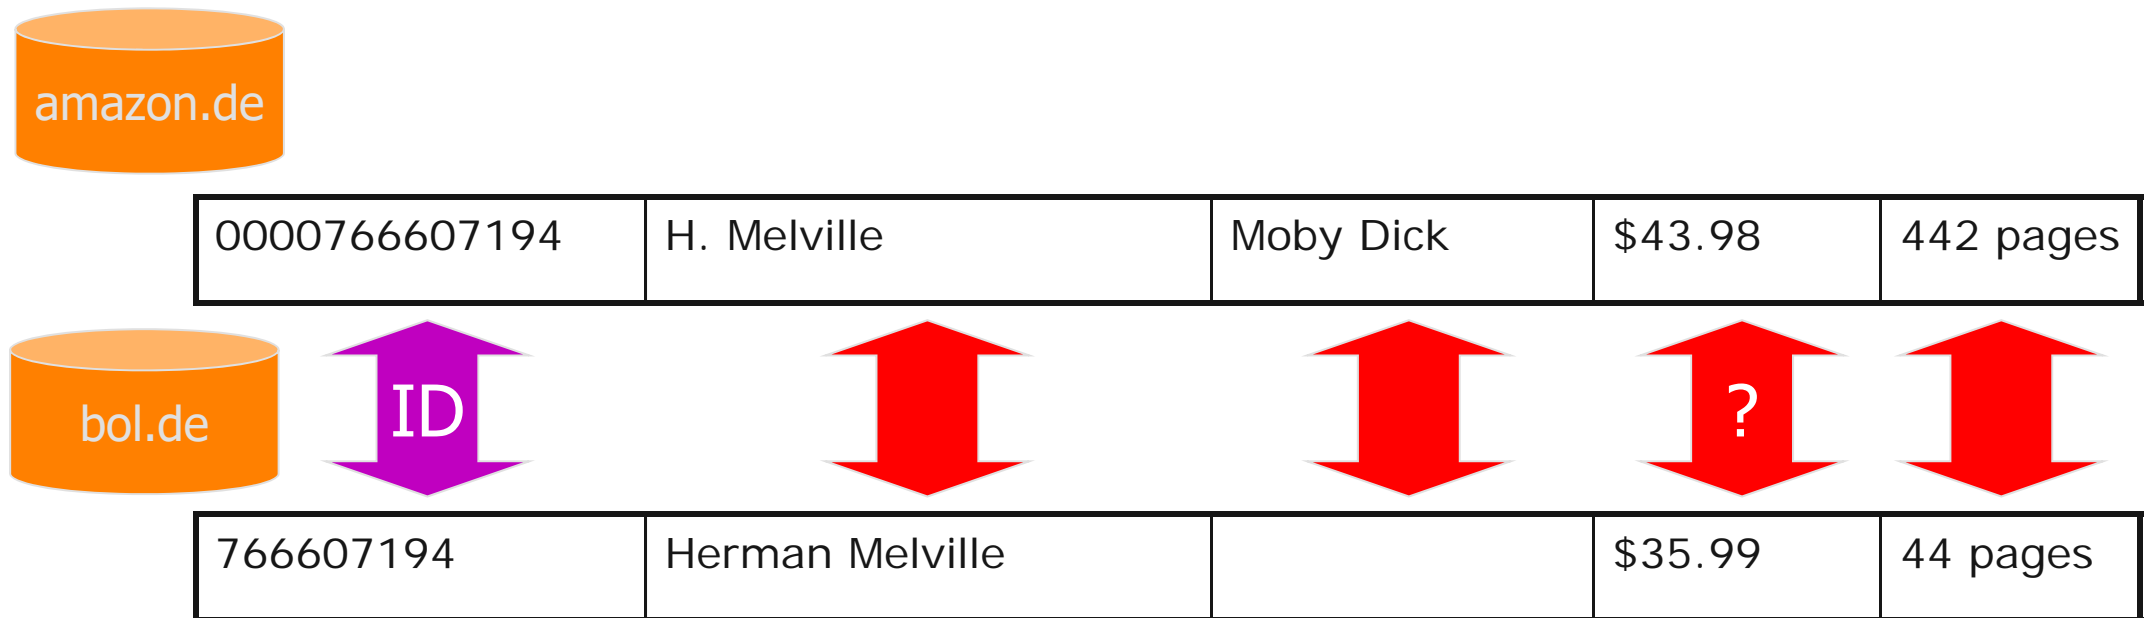 amazon.de
0000766607194 H. Melville Moby Dick $43.98 442 pages
bol.de ID ?
766607194 Herman Melville $35.99 44 pages